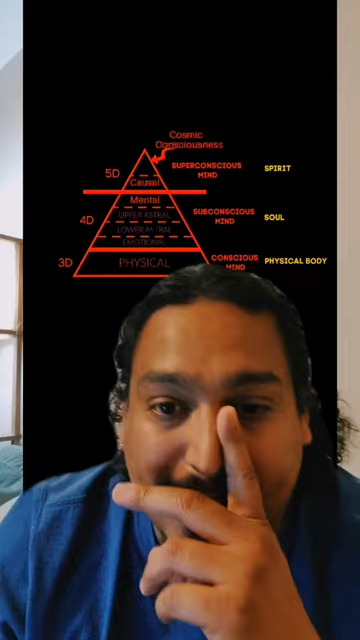 Cosmic
Consciousness
5D
SUPERCONSCIOUS
MIND
SPIRIT
Causal
Mental
4D
UPPER ASTRAL
SUBCONSCIOUS
MIND
SOUL
LOWER ASTRAL
EMOTIONAL
3D
PHYSICAL
CONSCIOUS
MIND
PHYSICAL BODY